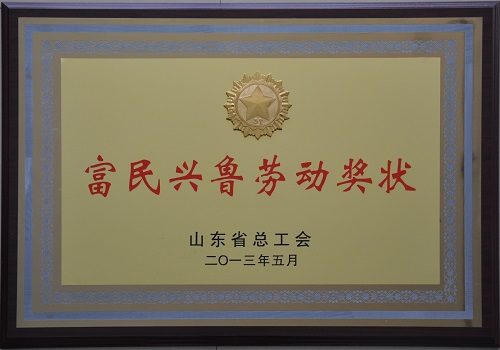 富民兴鲁劳动奖状
山东省总工会
二〇一三年五月